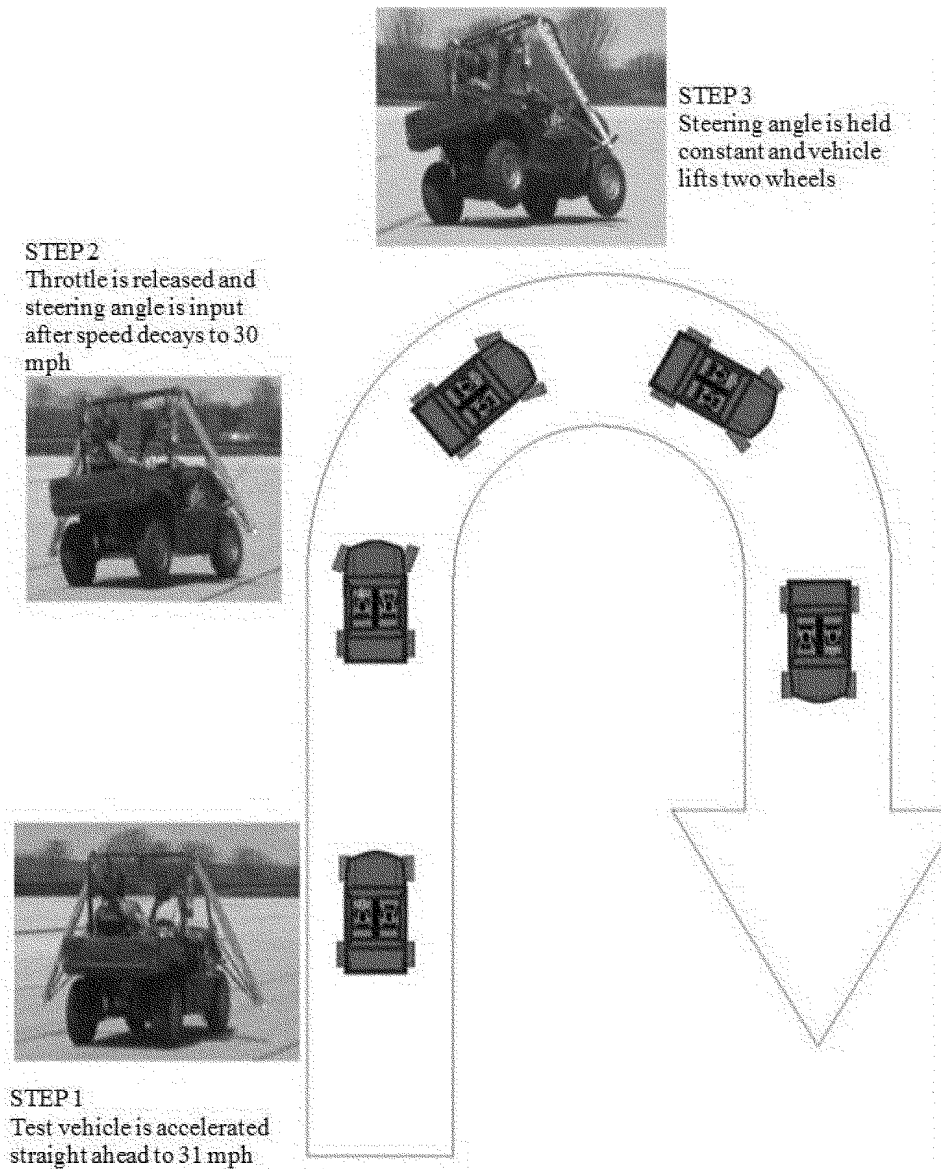 STEP 3
Steering angle is held
constant and vehicle
lifts two wheels
STEP 2
Throttle is released and
steering angle is input
after speed decays to 30
mph
STEP 1
Test vehicle is accelerated
straight ahead to 31 mph